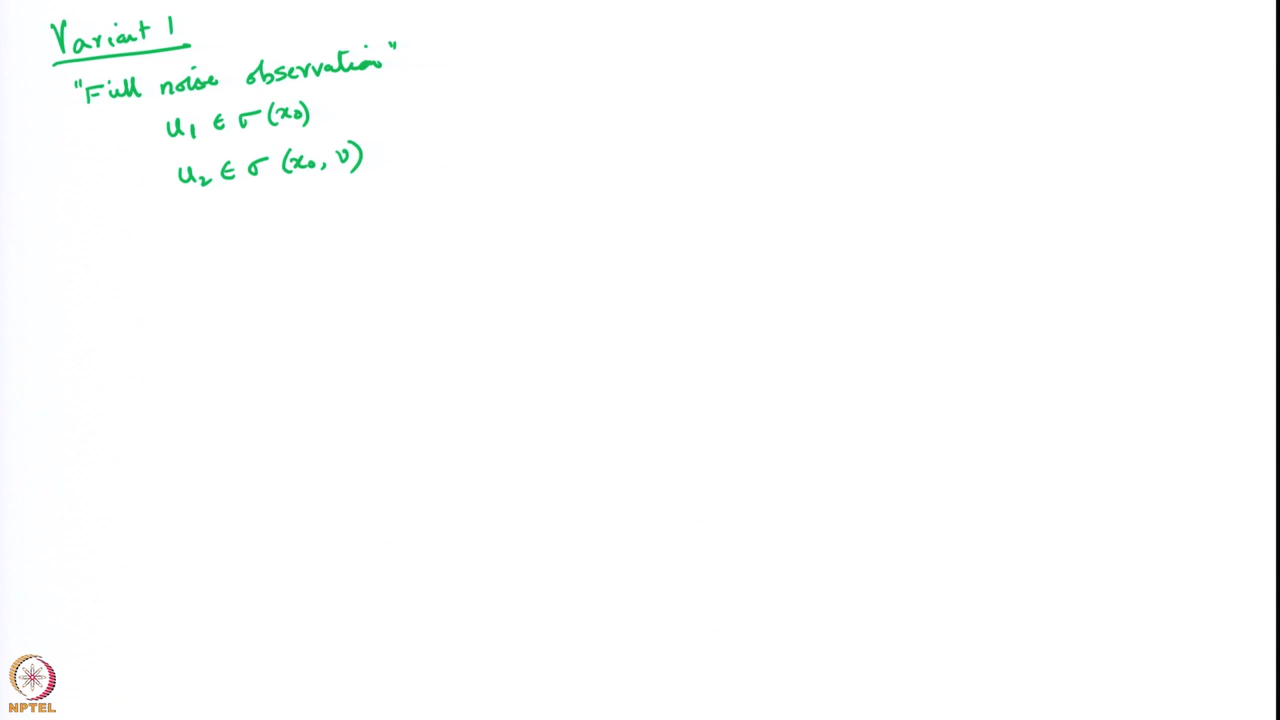 Variant 1
"Full noise observation"
u₁ ∈ σ(x₀)
u₂ ∈ σ(x₀, v)
NPTEL